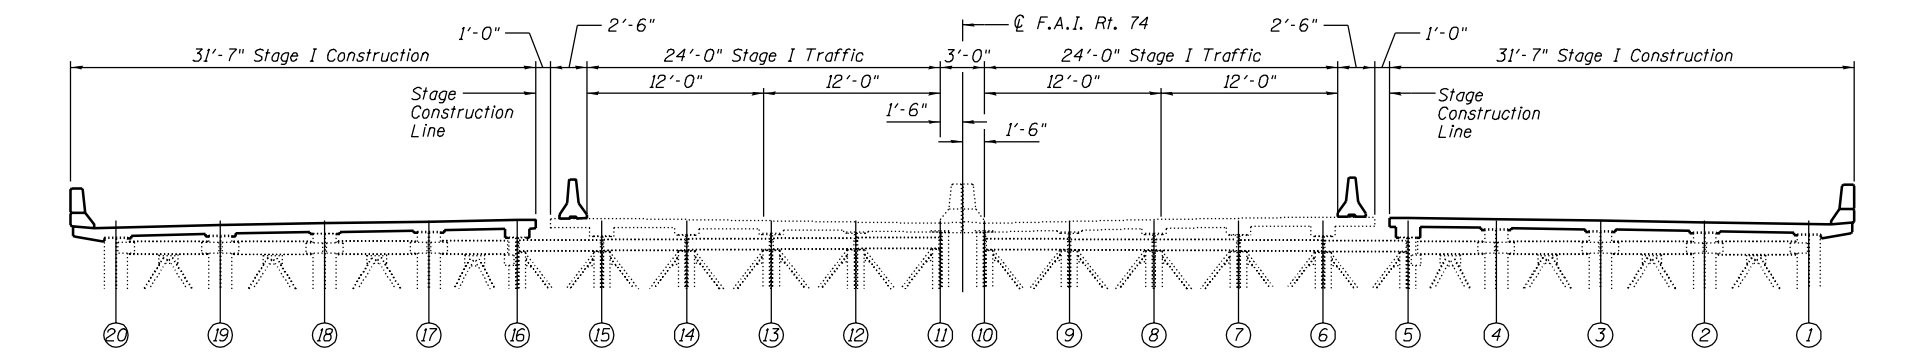 ℄ F.A.I. Rt. 74
1'-0" 2'-6" 2'-6" 1'-0"
31'-7" Stage I Construction 24'-0" Stage I Traffic 3'-0" 24'-0" Stage I Traffic 31'-7" Stage I Construction
12'-0" 12'-0" 12'-0" 12'-0"
Stage
Construction
Line
1'-6"
1'-6"
Stage
Construction
Line
20 19 18 17 16 15 14 13 12 11 10 9 8 7 6 5 4 3 2 1